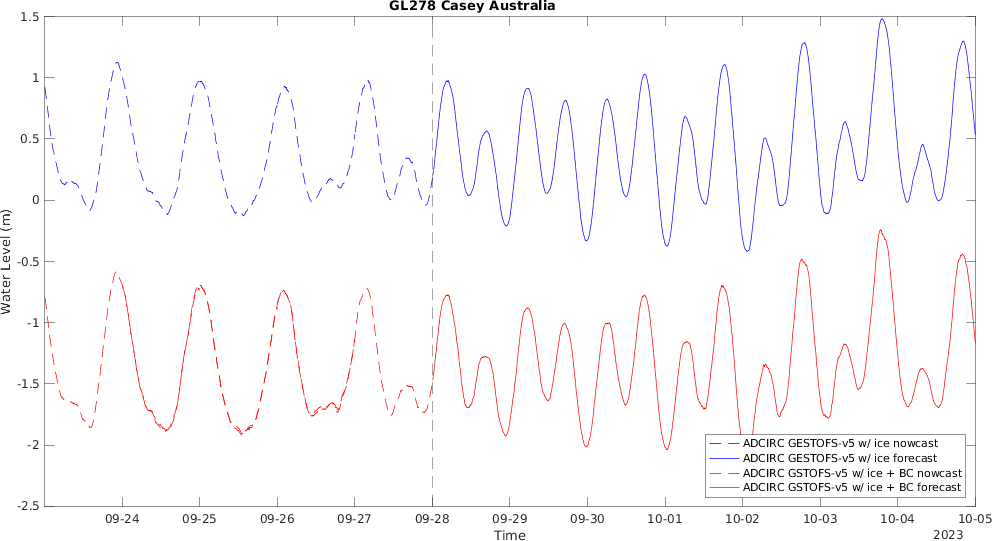 GL278 Casey Australia
1.5
1
0.5
0
-0.5
-1
-1.5
-2
-2.5
Water Level (m)
ADCIRC GESTOFS-v5 w/ ice nowcast
ADCIRC GESTOFS-v5 w/ ice forecast
ADCIRC GSTOFS-v5 w/ ice + BC nowcast
ADCIRC GSTOFS-v5 w/ ice + BC forecast
09-24 09-25 09-26 09-27 09-28 09-29 09-30 10-01 10-02 10-03 10-04 10-05
Time
2023